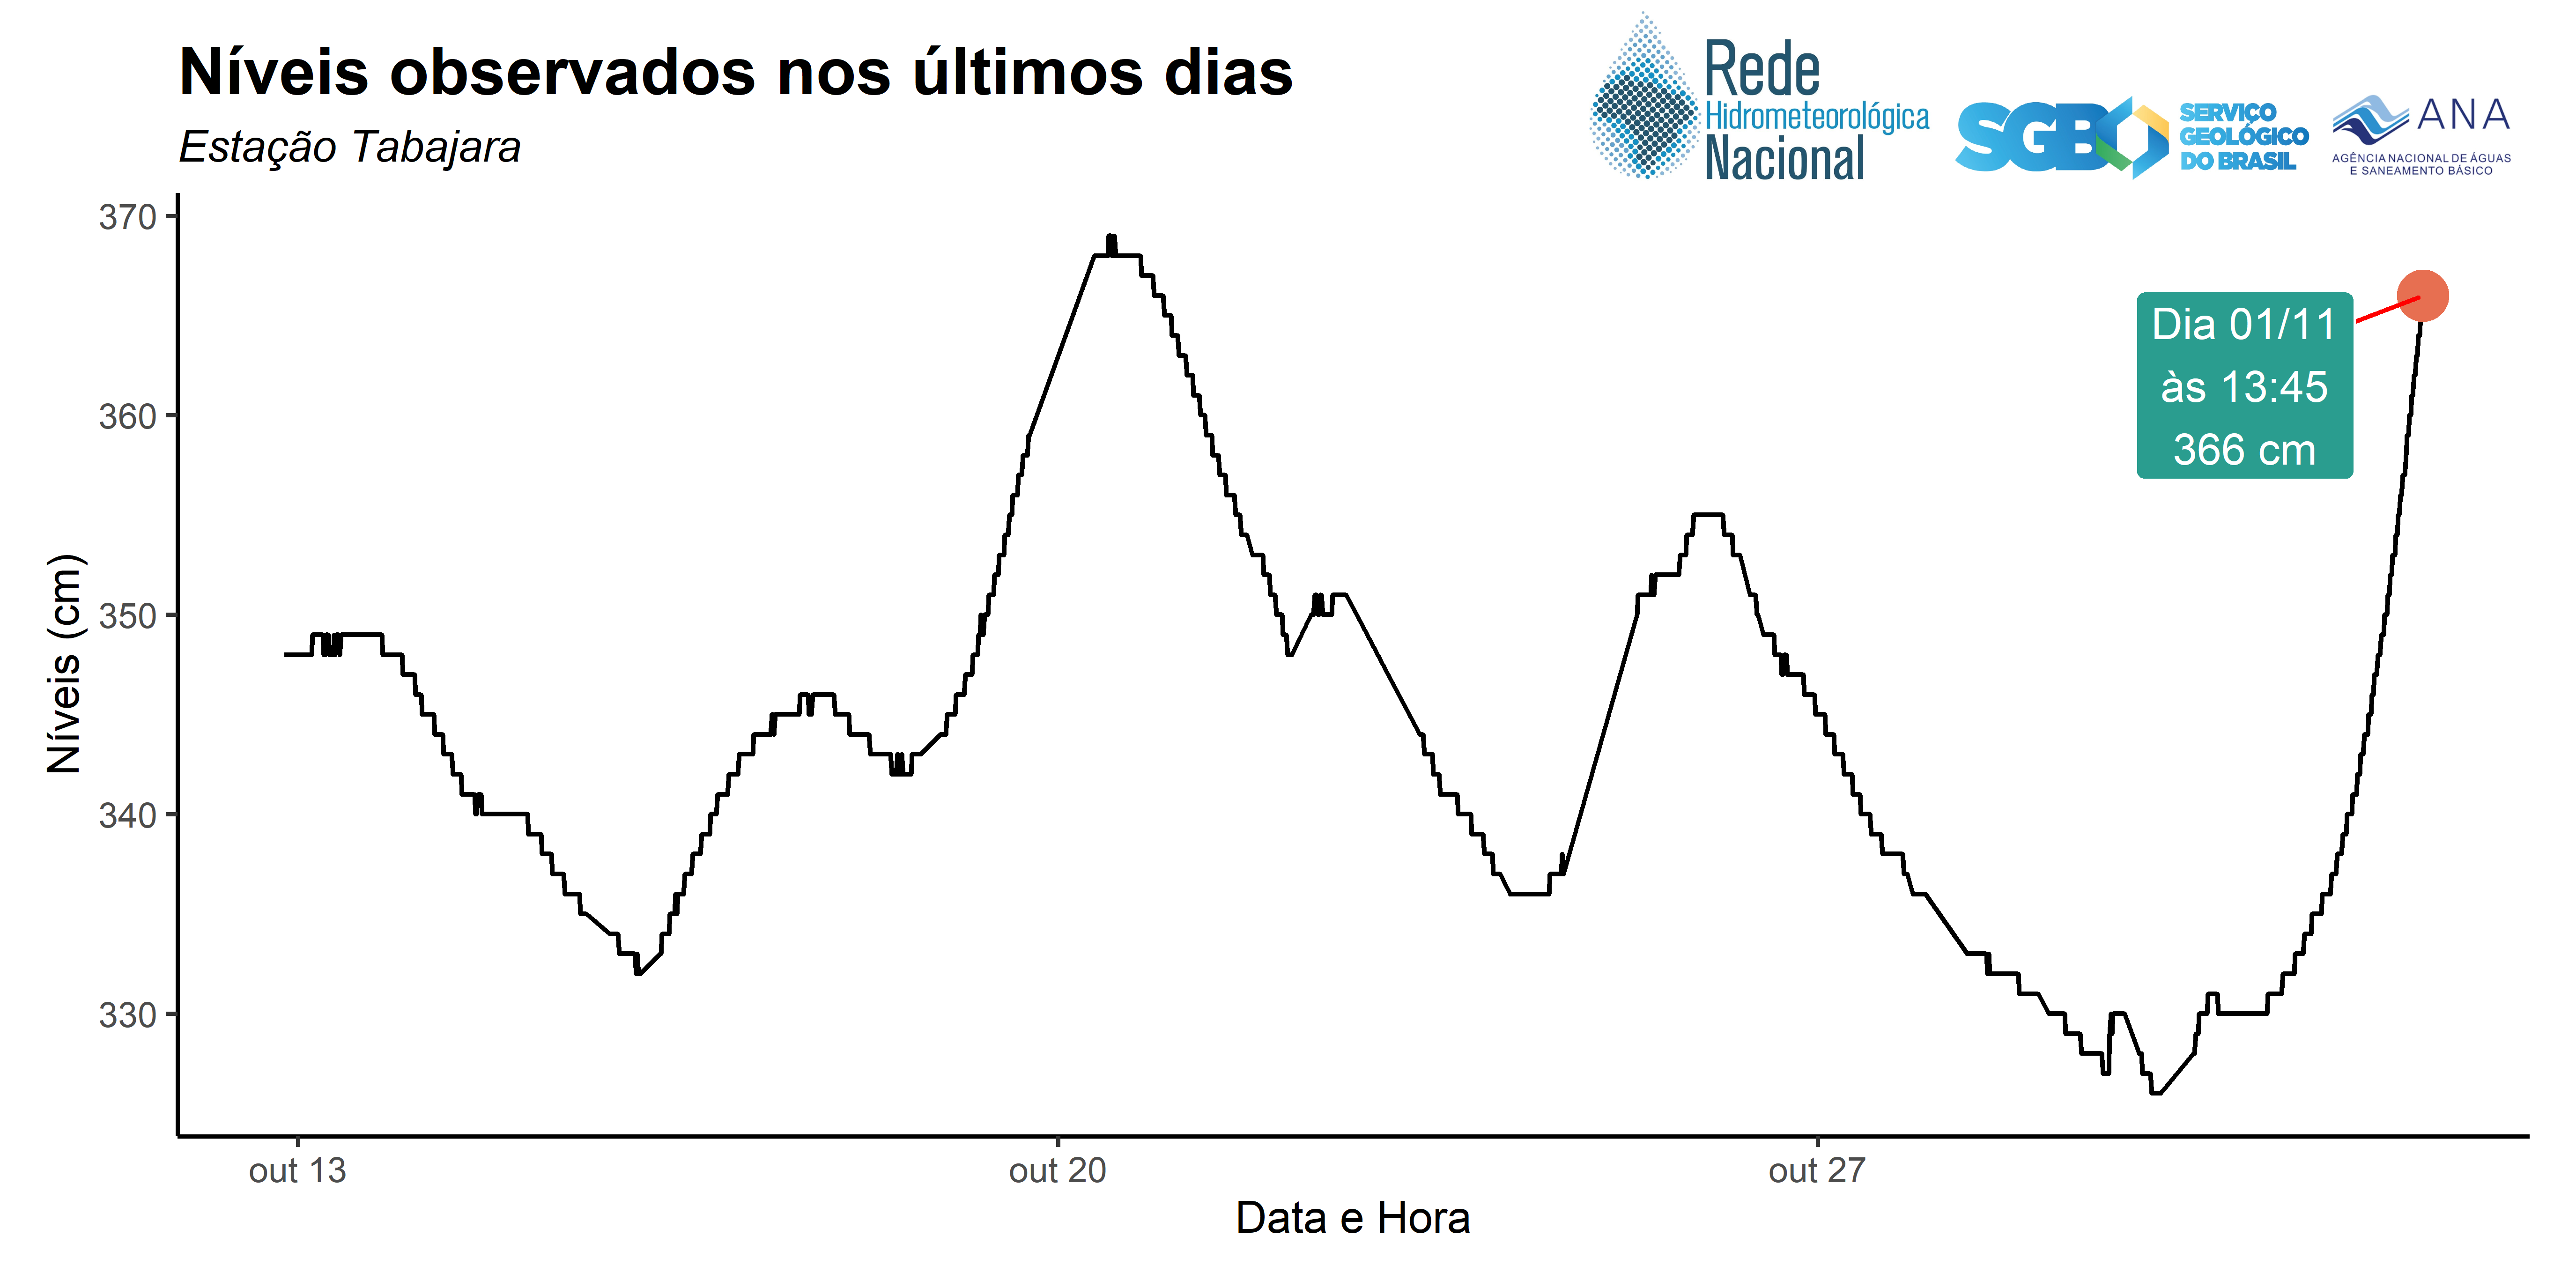 Níveis observados nos últimos dias
Estação Tabajara
Rede
Hidrometeorológica
Nacional
SGB
SERVIÇO
GEOLÓGICO
DO BRASIL
ANA
AGÊNCIA NACIONAL DE ÁGUAS
E SANEAMENTO BÁSICO
370
360
350
340
330
Níveis (cm)
Dia 01/11
às 13:45
366 cm
out 13
out 20
out 27
Data e Hora